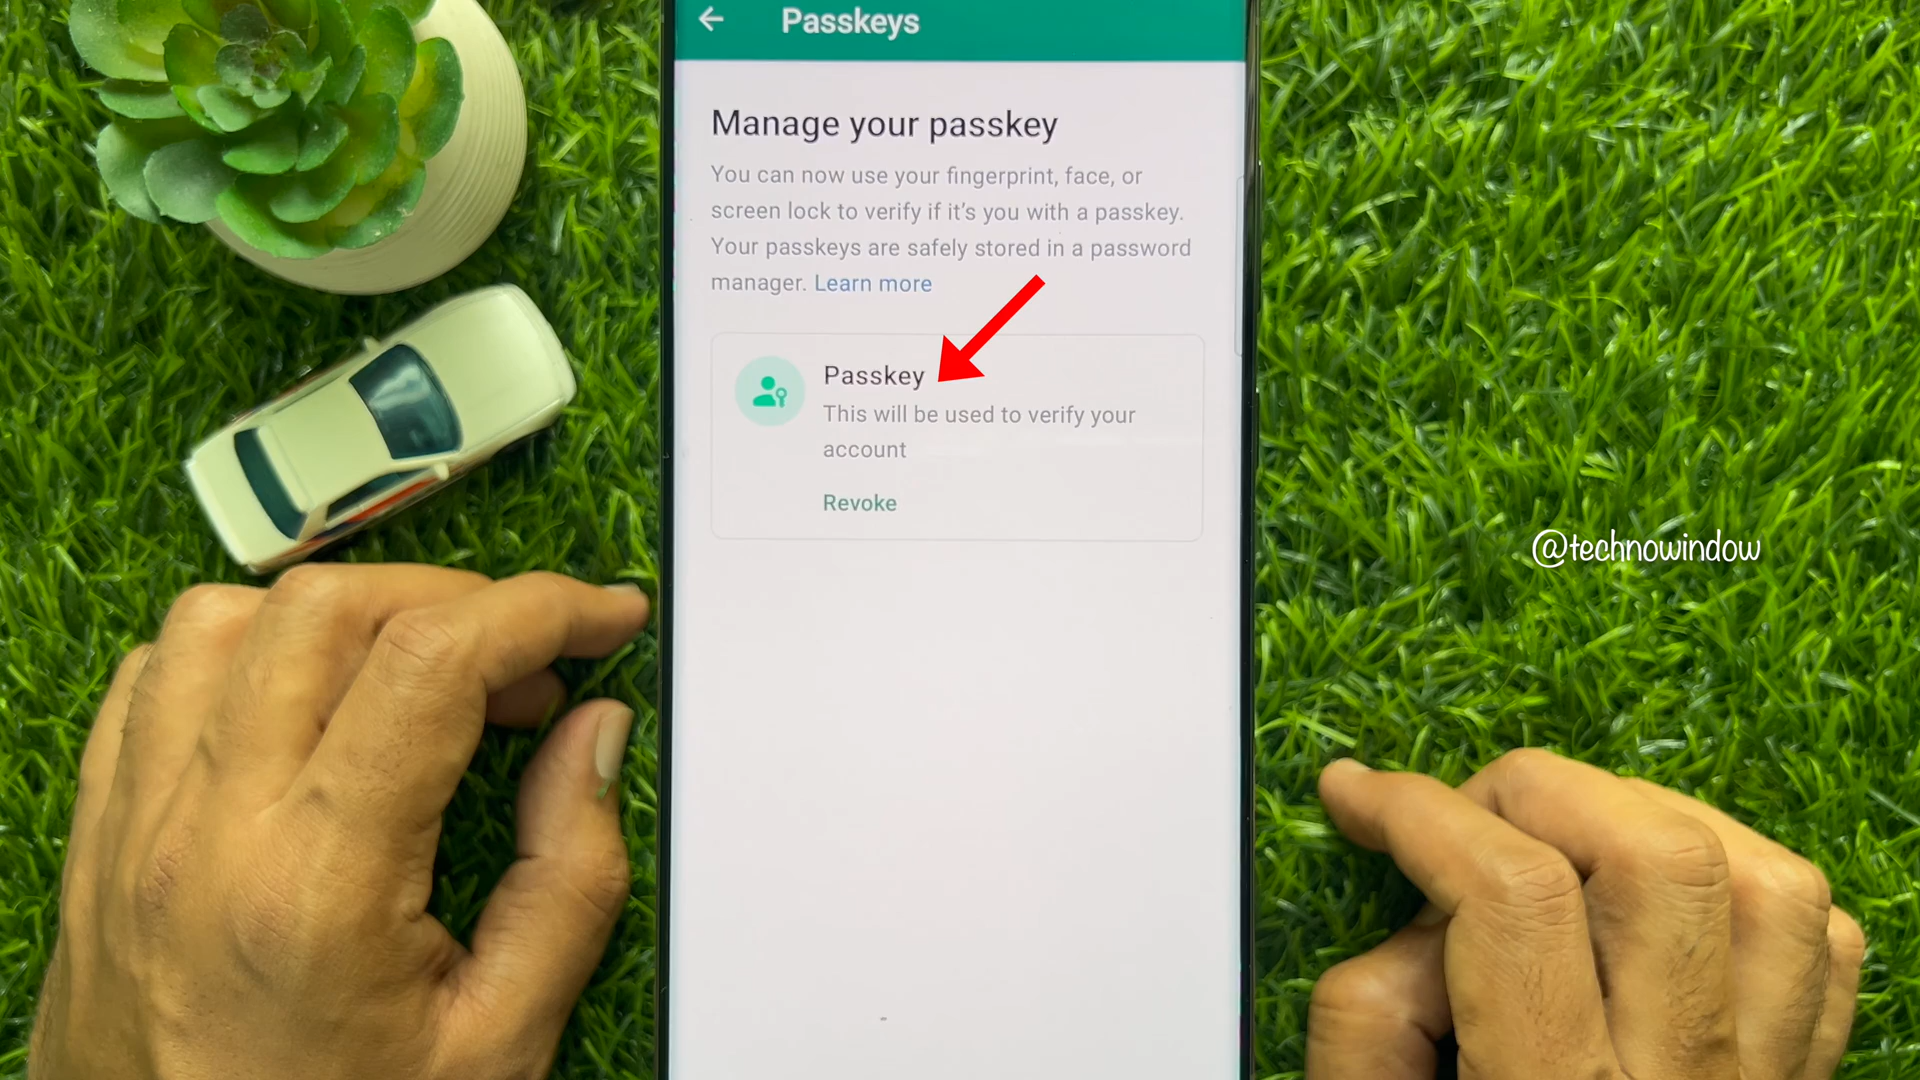 Passkeys
Manage your passkey
You can now use your fingerprint, face, or
screen lock to verify if it’s you with a passkey.
Your passkeys are safely stored in a password
manager. Learn more
Passkey
This will be used to verify your
account
Revoke
@technowindow